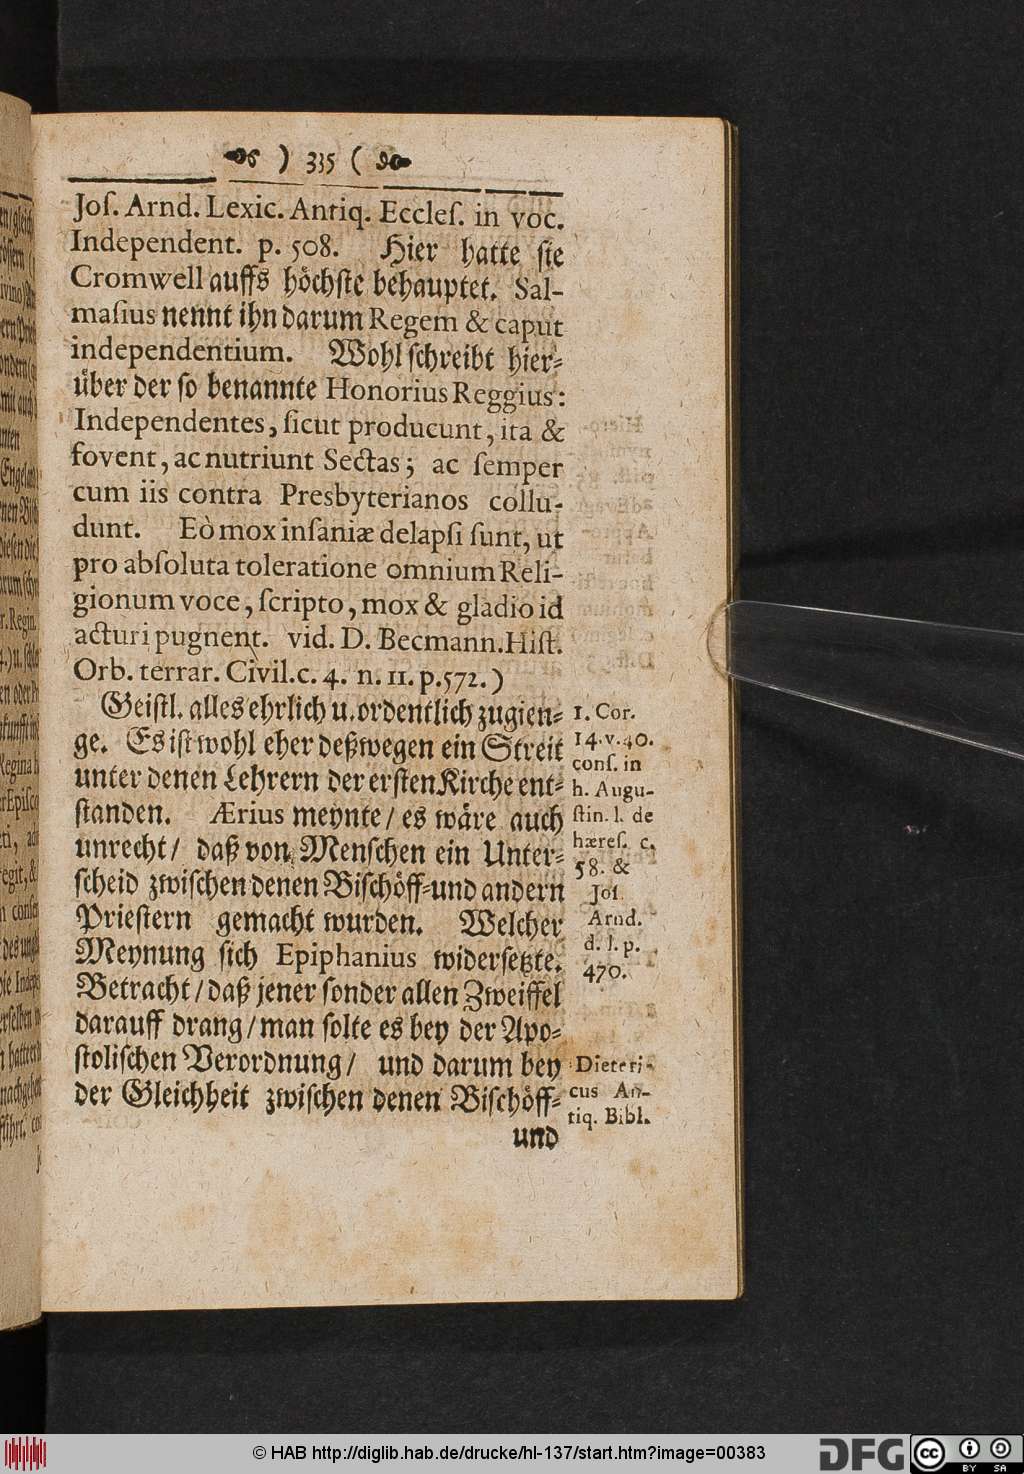 ) 335 (
Joſ. Arnd. Lexic. Antiq. Eccleſ. in voc.
Independent. p. 508. Hier hatte ſie
Cromwell auffs höchſte behauptet. Sal-
maſius nennt ihn darum Regem & caput
independentium. Wohl ſchreibt hier-
über der ſo benannte Honorius Reggius:
Independentes, ſicut producunt, ita &
fovent, ac nutriunt Sectas; ac ſemper
cum iis contra Presbyterianos collu-
dunt. Eò mox inſaniæ delapſi ſunt, ut
pro abſoluta toleratione omnium Reli-
gionum voce, ſcripto, mox & gladio id
acturi pugnent. vid. D. Becmann. Hiſt.
Orb. terrar. Civil. c. 4. n. 11. p. 572.)
Geiſtl. alles ehrlich u. ordentlich zugien-
ge. Es iſt wohl eher deßwegen ein Streit
unter denen Lehrern der erſten Kirche ent-
ſtanden. Ærius meynte / es wäre auch
unrecht / daß von Menſchen ein Unter-
ſcheid zwiſchen denen Biſchöff-und andern
Prieſtern gemacht wurden. Welcher
Meynung ſich Epiphanius widerſetzte.
Betracht / daß jener ſonder allen Zweiffel
darauff drang / man ſolte es bey der Apo-
ſtoliſchen Verordnung / und darum bey
der Gleichheit zwiſchen denen Biſchöff-
und
1. Cor.
14. v. 40.
conſ. in
h. Augu-
ſtin. l. de
hæreſ. c.
58. &
Joſ.
Arnd.
d. l. p.
470.
Dieteri-
cus An-
tiq. Bibl.
© HAB http://diglib.hab.de/drucke/hl-137/start.htm?image=00383
DFG
cc
BY SA